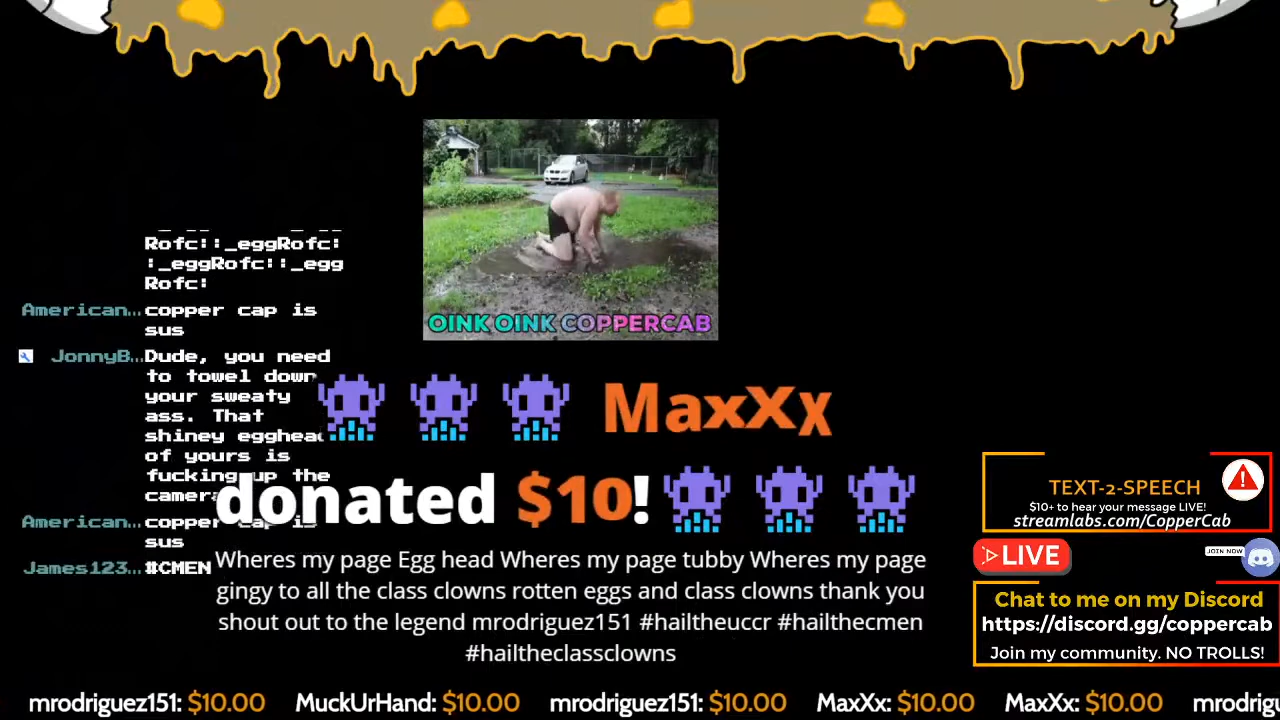 Rofc::_eggRofc:
:_eggRofc::_egg
Rofc:
American... copper cap is
sus
JonnyB... Dude, you need
to towel down
your sweaty
ass. That
shiney egghead
of yours is
fucking up the
camera
American... copper cap is
sus
James123... #CMEN
OINK OINK COPPERCAB
MaxXx
donated $10!
Wheres my page Egg head Wheres my page tubby Wheres my page
gingy to all the class clowns rotten eggs and class clowns thank you
shout out to the legend mrodriguez151 #hailtheuccr #hailthecmen
#hailtheclassclowns
TEXT-2-SPEECH
$10+ to hear your message LIVE!
streamlabs.com/CopperCab
LIVE
JOIN NOW
Chat to me on my Discord
https://discord.gg/coppercab
Join my community. NO TROLLS!
mrodriguez151: $10.00 MuckUrHand: $10.00 mrodriguez151: $10.00 MaxXx: $10.00 MaxXx: $10.00 mrodrig